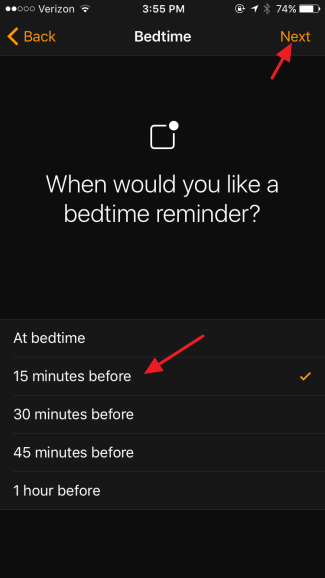 Verizon 3:55 PM 74%
Back Bedtime Next
When would you like a
bedtime reminder?
At bedtime
15 minutes before
30 minutes before
45 minutes before
1 hour before